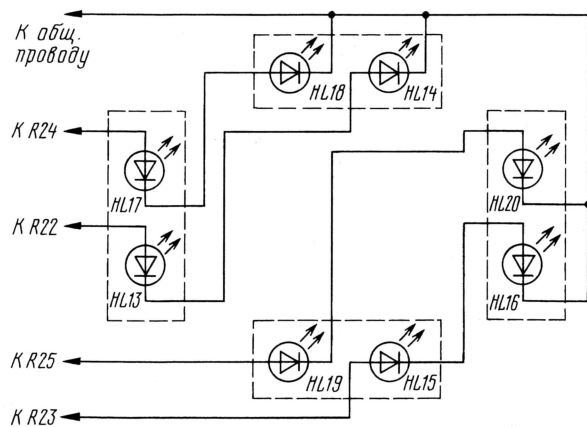 К общ.
проводу
HL18
HL14
К R24
HL17
HL20
К R22
HL13
HL16
К R25
HL19
HL15
К R23